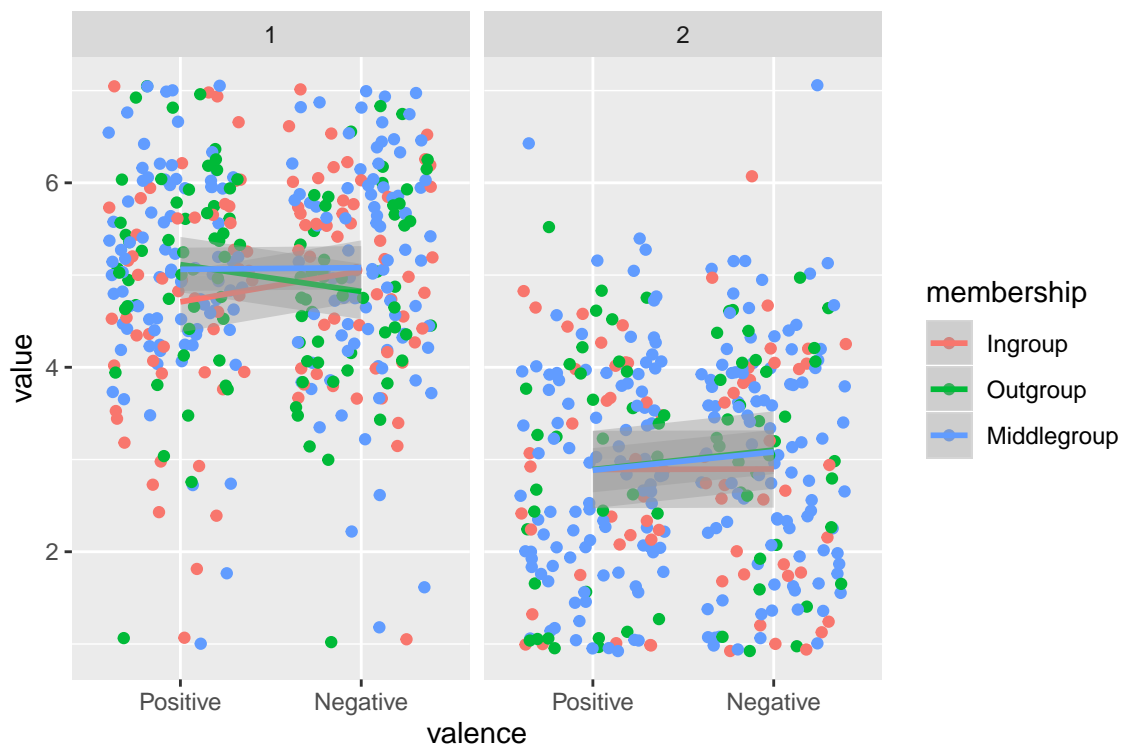 1
2
value
6
4
2
Positive
Negative
Positive
Negative
valence
membership
Ingroup
Outgroup
Middlegroup